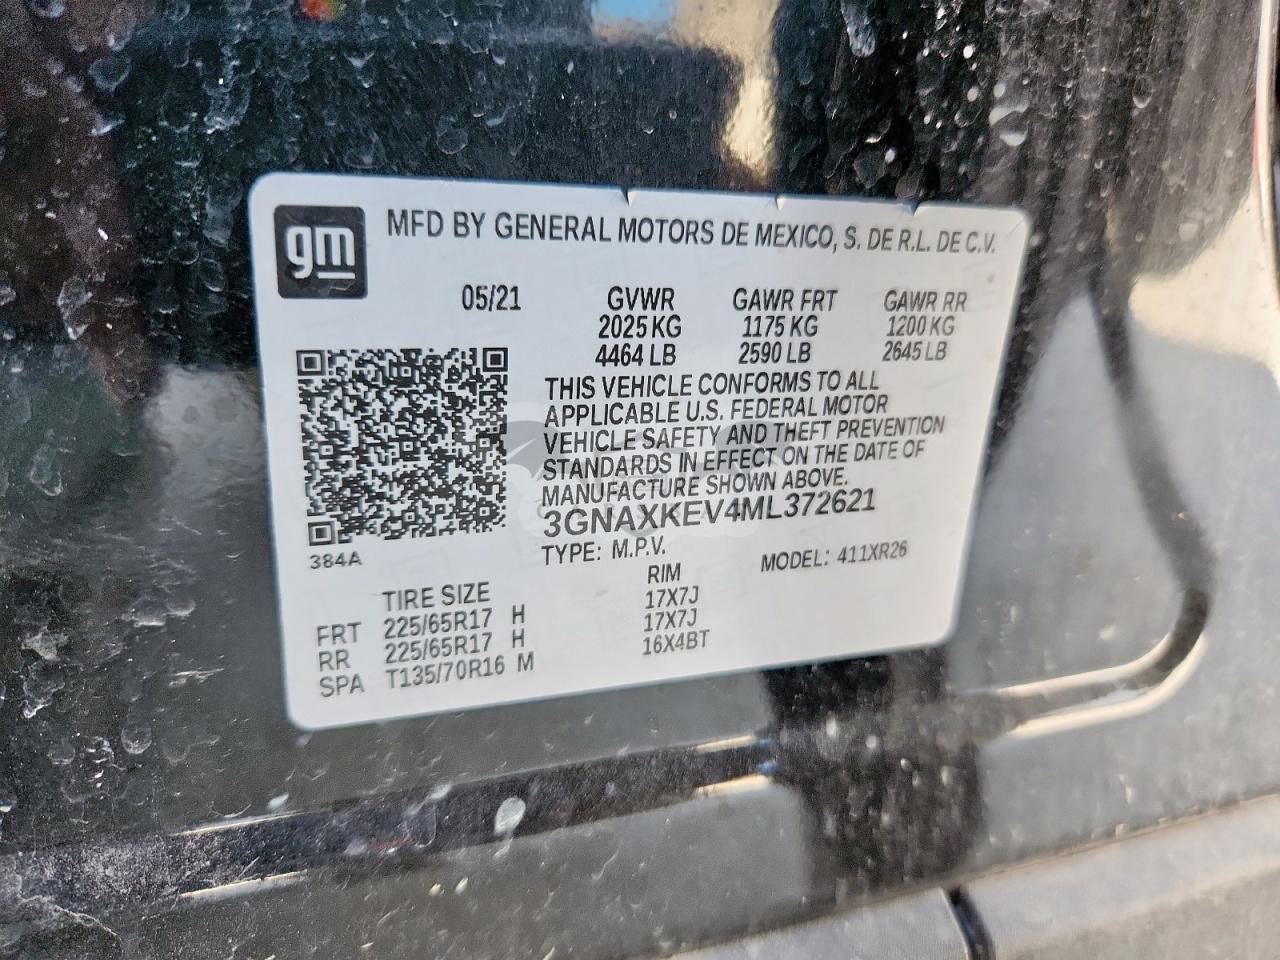 gm
MFD BY GENERAL MOTORS DE MEXICO, S. DE R.L. DE C.V.
05/21 GVWR GAWR FRT GAWR RR
2025 KG 1175 KG 1200 KG
4464 LB 2590 LB 2645 LB
THIS VEHICLE CONFORMS TO ALL
APPLICABLE U.S. FEDERAL MOTOR
VEHICLE SAFETY AND THEFT PREVENTION
STANDARDS IN EFFECT ON THE DATE OF
MANUFACTURE SHOWN ABOVE.
3GNAXKEV4ML372621
384A
TYPE: M.P.V. MODEL: 411XR26
TIRE SIZE RIM
FRT 225/65R17 H 17X7J
RR 225/65R17 H 17X7J
SPA T135/70R16 M 16X4BT